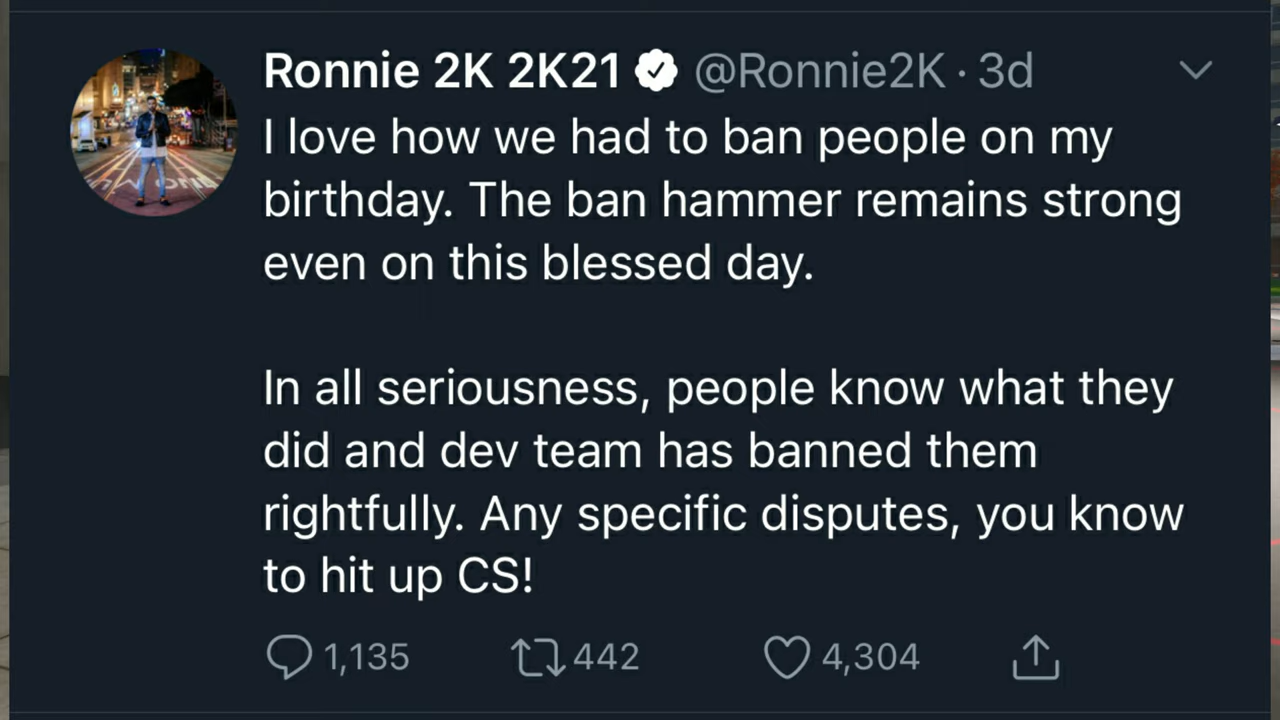 Ronnie 2K 2K21 @Ronnie2K · 3d
I love how we had to ban people on my
birthday. The ban hammer remains strong
even on this blessed day.
In all seriousness, people know what they
did and dev team has banned them
rightfully. Any specific disputes, you know
to hit up CS!
1,135 442 4,304